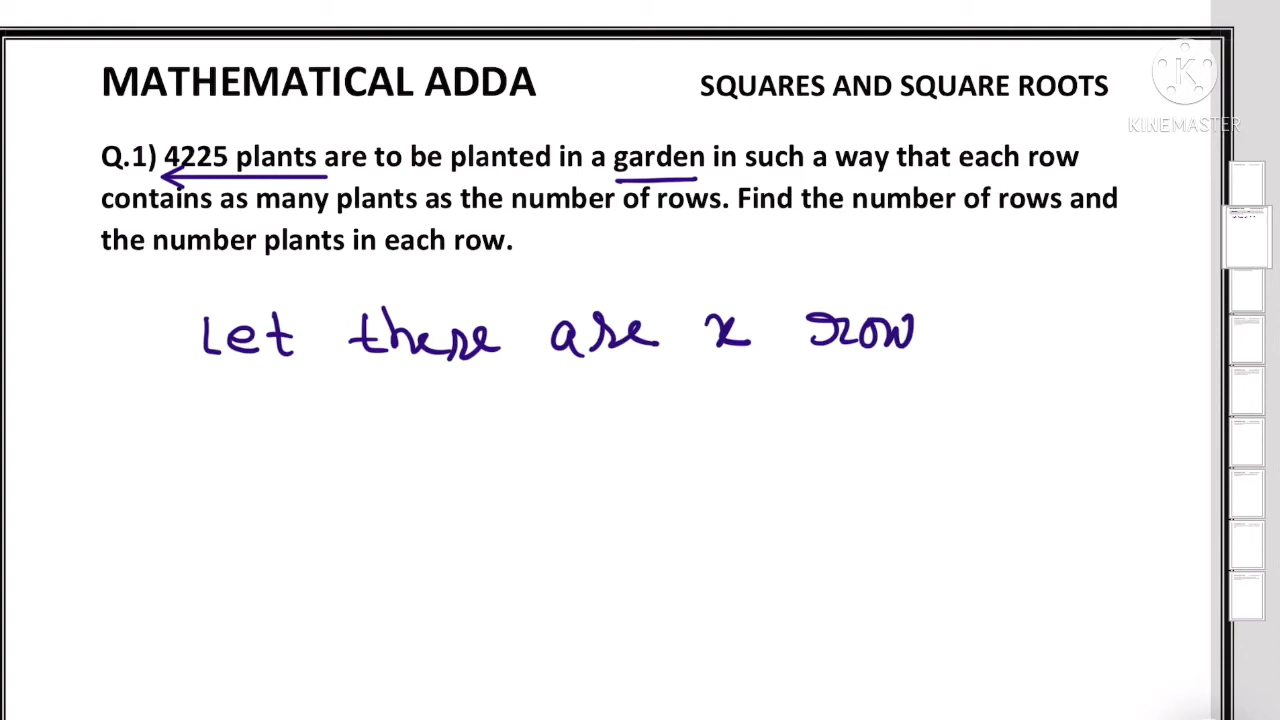 MATHEMATICAL ADDA SQUARES AND SQUARE ROOTS
KINEMASTER
Q.1) 4225 plants are to be planted in a garden in such a way that each row
contains as many plants as the number of rows. Find the number of rows and
the number plants in each row.
Let there are x row